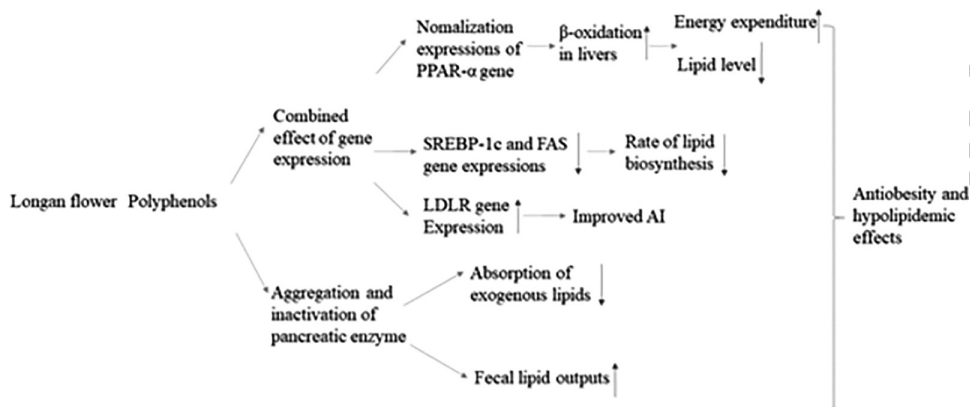 Nomalization
expressions of
PPAR-α gene
β-oxidation
in livers
Energy expenditure
Lipid level
Combined
effect of gene
expression
SREBP-1c and FAS
gene expressions
Rate of lipid
biosynthesis
Longan flower Polyphenols
LDLR gene
Expression
Improved AI
Antiobesity and
hypolipidemic
effects
Aggregation and
inactivation of
pancreatic enzyme
Absorption of
exogenous lipids
Fecal lipid outputs